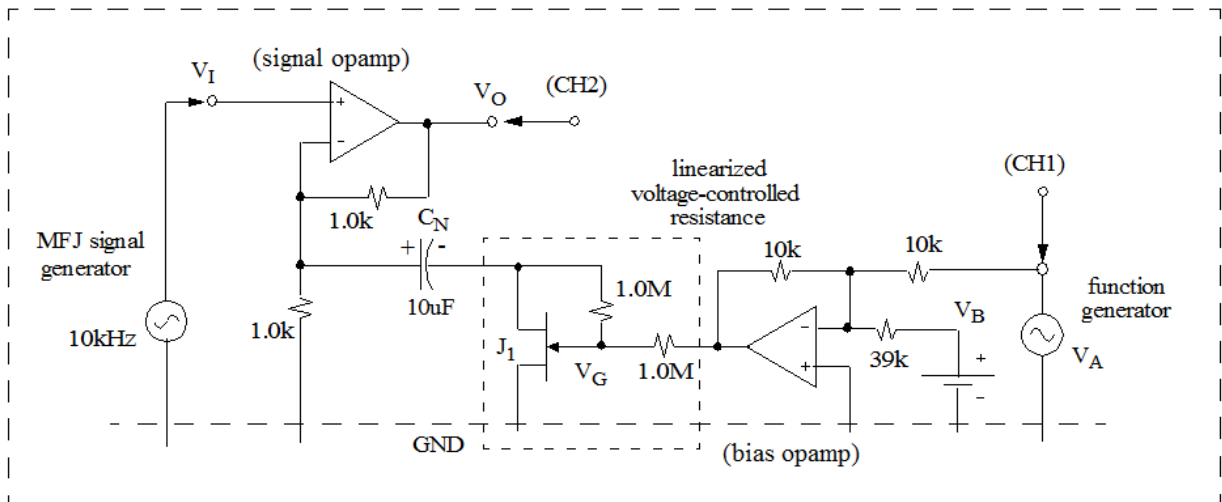 (signal opamp)
V_I
+
-
V_O
(CH2)
1.0k
C_N
+
-
10uF
MFJ signal
generator
10kHz
1.0k
linearized
voltage-controlled
resistance
1.0M
J_1
V_G
1.0M
GND
10k
10k
-
+
39k
V_B
+
-
(bias opamp)
(CH1)
function
generator
V_A